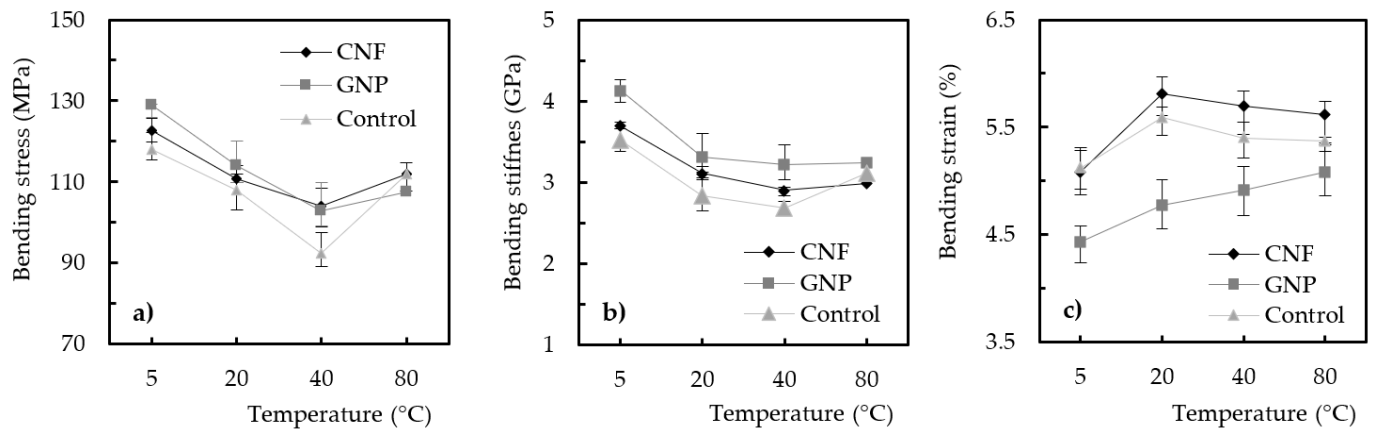 Bending stress (MPa)
150
130
110
90
70
CNF
GNP
Control
a)
5 20 40 80
Temperature (°C)
Bending stiffnes (GPa)
5
4
3
2
1
CNF
GNP
Control
b)
5 20 40 80
Temperature (°C)
Bending strain (%)
6.5
5.5
4.5
3.5
CNF
GNP
Control
c)
5 20 40 80
Temperature (°C)